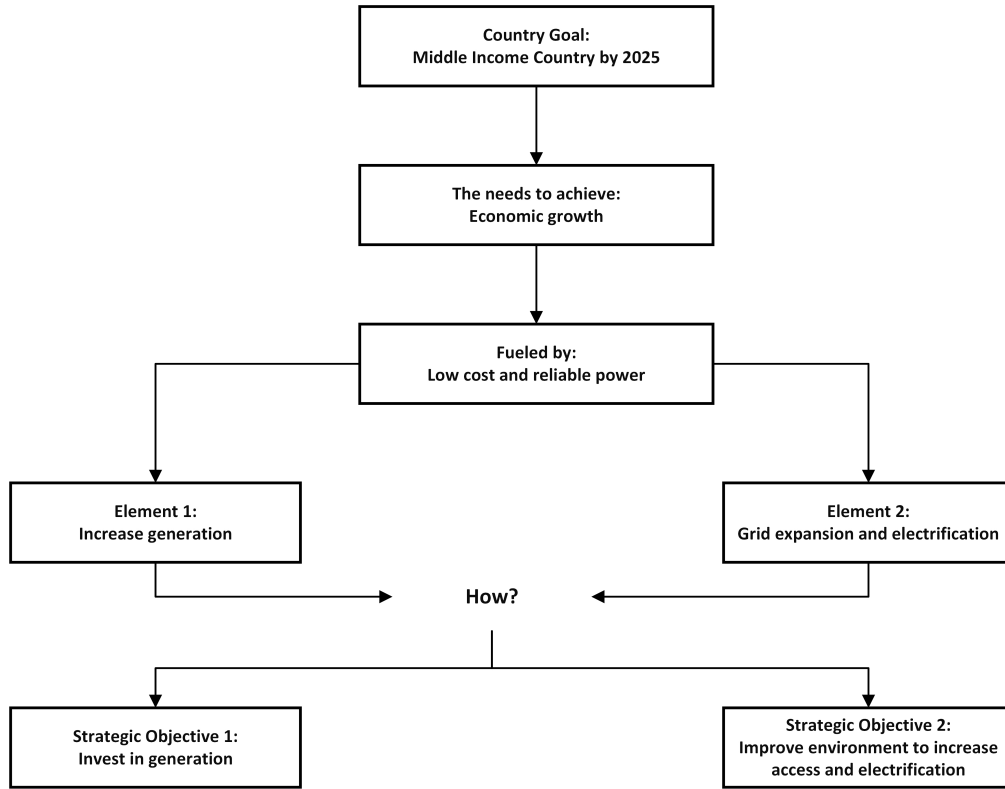 Country Goal:
Middle Income Country by 2025
The needs to achieve:
Economic growth
Fueled by:
Low cost and reliable power
Element 1:
Increase generation
Element 2:
Grid expansion and electrification
How?
Strategic Objective 1:
Invest in generation
Strategic Objective 2:
Improve environment to increase
access and electrification